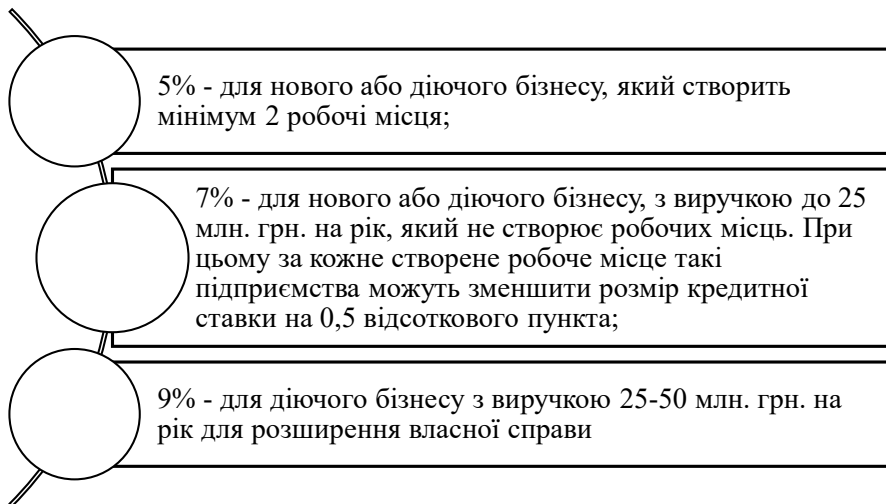 5% - для нового або діючого бізнесу, який створить
мінімум 2 робочі місця;
7% - для нового або діючого бізнесу, з виручкою до 25
млн. грн. на рік, який не створює робочих місць. При
цьому за кожне створене робоче місце такі
підприємства можуть зменшити розмір кредитної
ставки на 0,5 відсоткового пункта;
9% - для діючого бізнесу з виручкою 25-50 млн. грн. на
рік для розширення власної справи